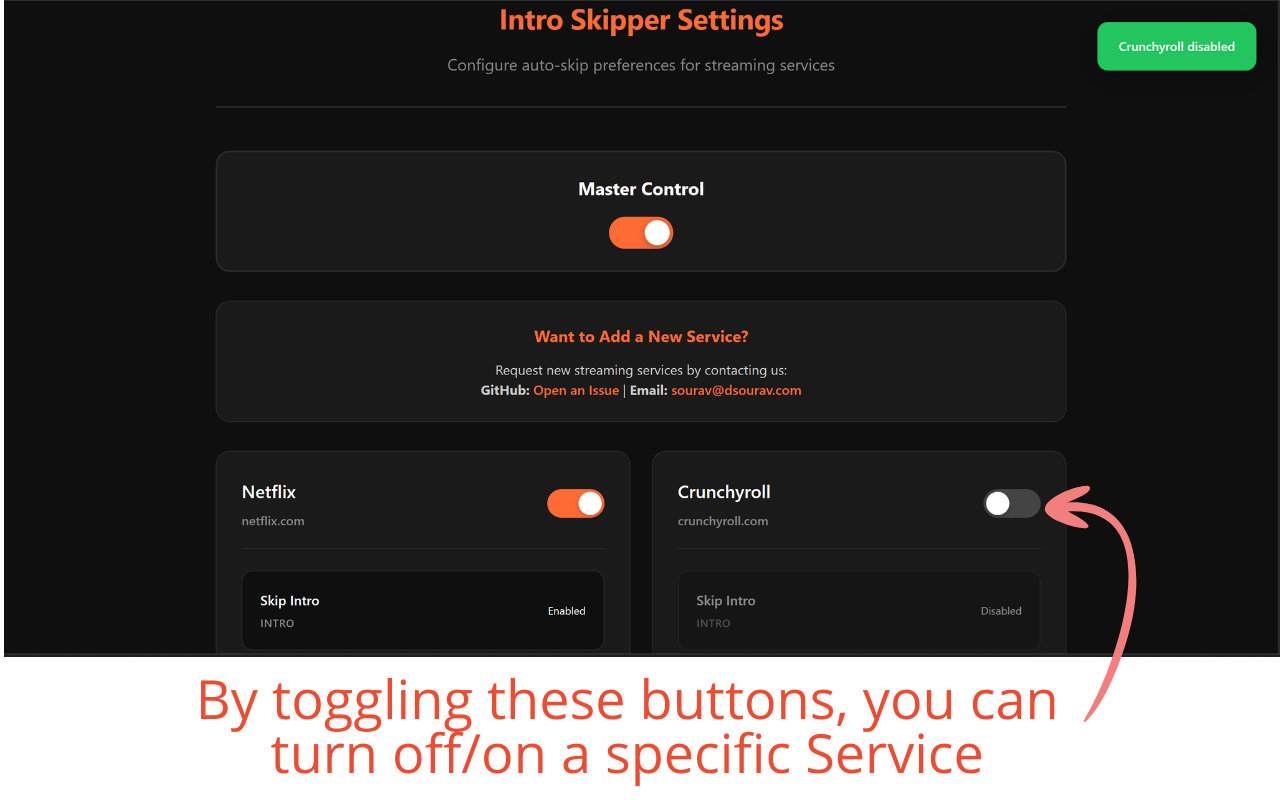 Intro Skipper Settings
Crunchyroll disabled
Configure auto-skip preferences for streaming services
Master Control
Want to Add a New Service?
Request new streaming services by contacting us:
GitHub: Open an Issue | Email: sourav@dsourav.com
Netflix
netflix.com
Skip Intro
INTRO
Enabled
Crunchyroll
crunchyroll.com
Skip Intro
INTRO
Disabled
By toggling these buttons, you can
turn off/on a specific Service